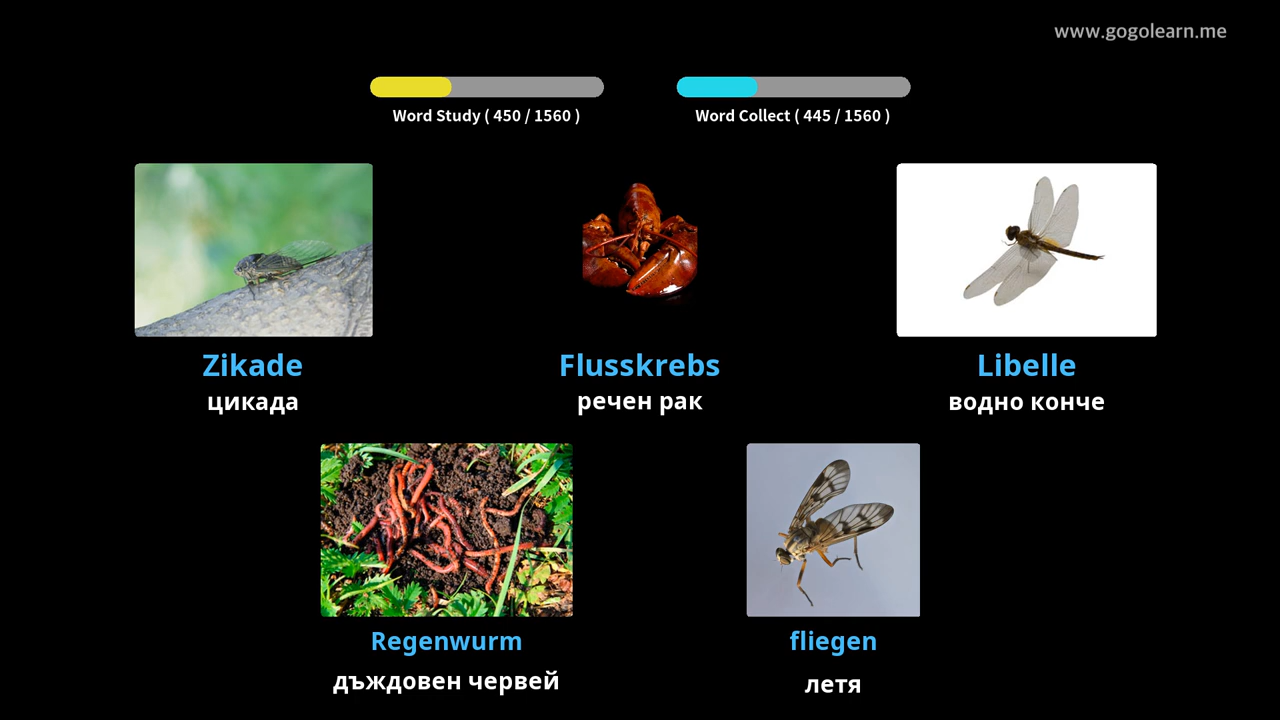 www.gogolearn.me
Word Study ( 450 / 1560 )
Word Collect ( 445 / 1560 )
Zikade
цикада
Flusskrebs
речен рак
Libelle
водно конче
Regenwurm
дъждовен червей
fliegen
летя